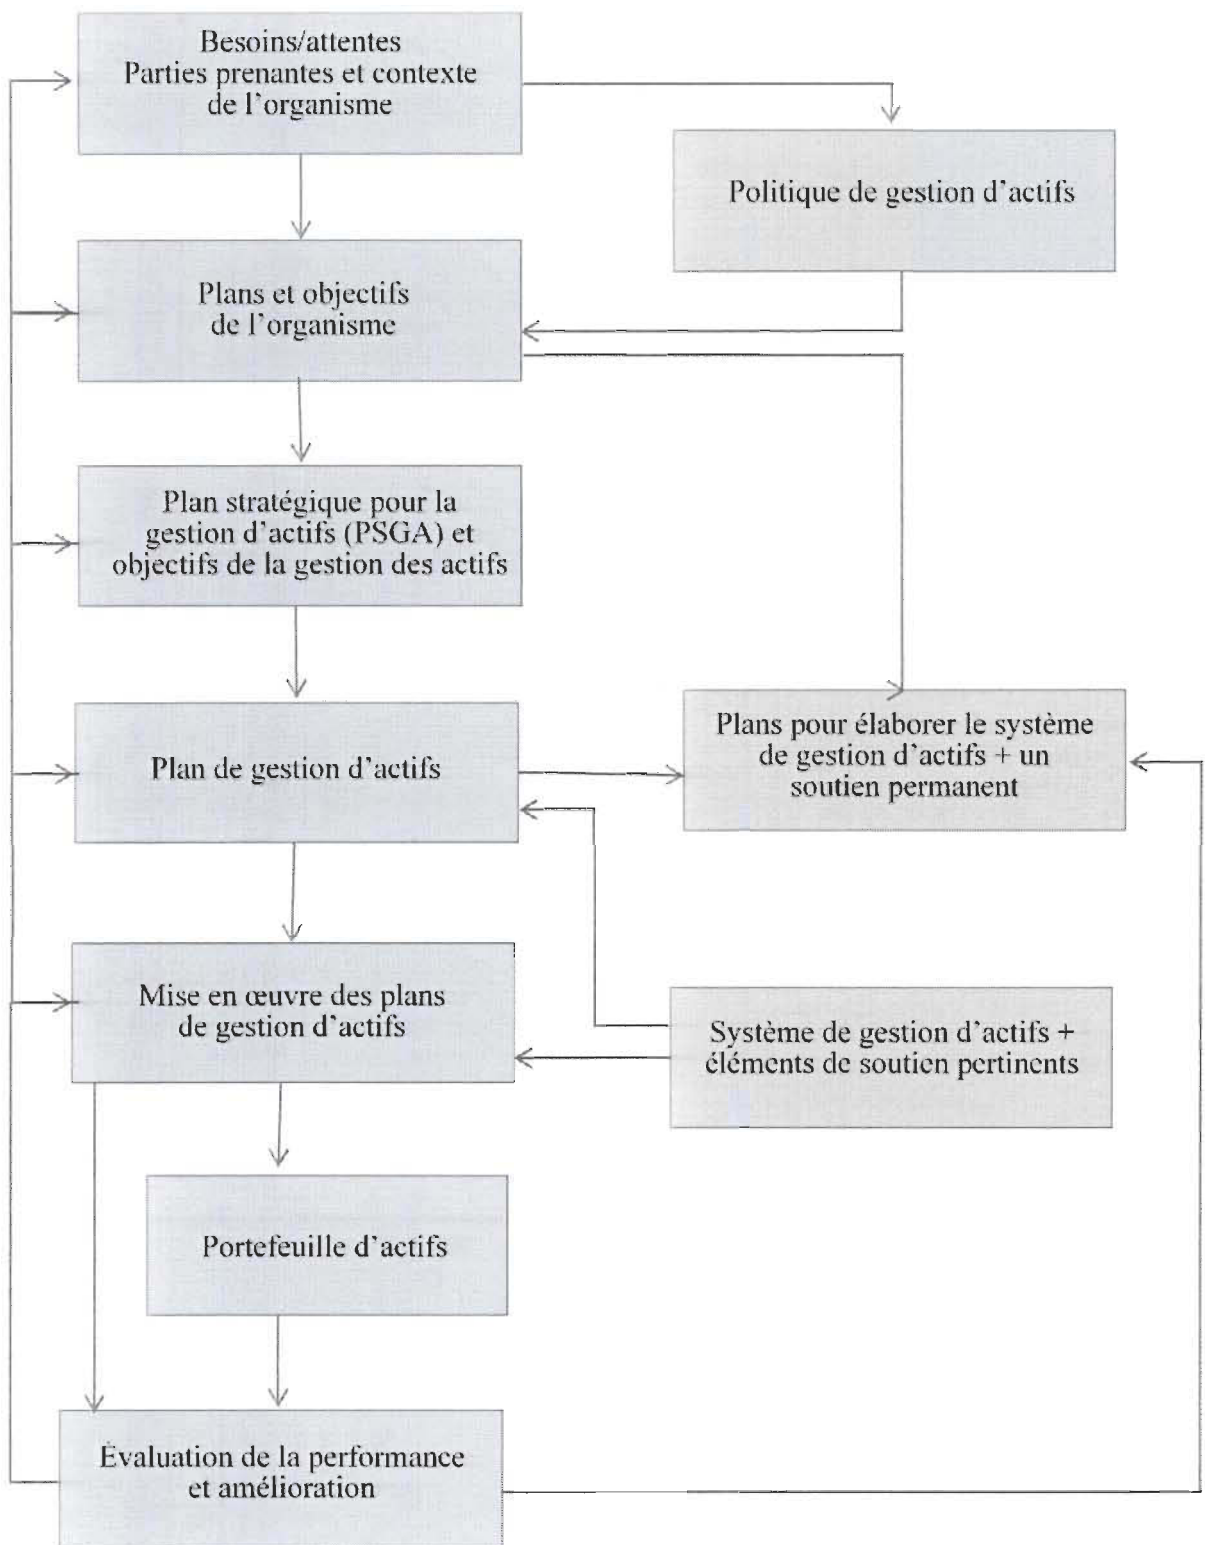 Besoins/attentes
Parties prenantes et contexte
de l'organisme
Politique de gestion d'actifs
Plans et objectifs
de l'organisme
Plan stratégique pour la
gestion d'actifs (PSGA) et
objectifs de la gestion des actifs
Plan de gestion d'actifs
Plans pour élaborer le système
de gestion d'actifs + un
soutien permanent
Mise en œuvre des plans
de gestion d'actifs
Système de gestion d'actifs +
éléments de soutien pertinents
Portefeuille d'actifs
Évaluation de la performance
et amélioration